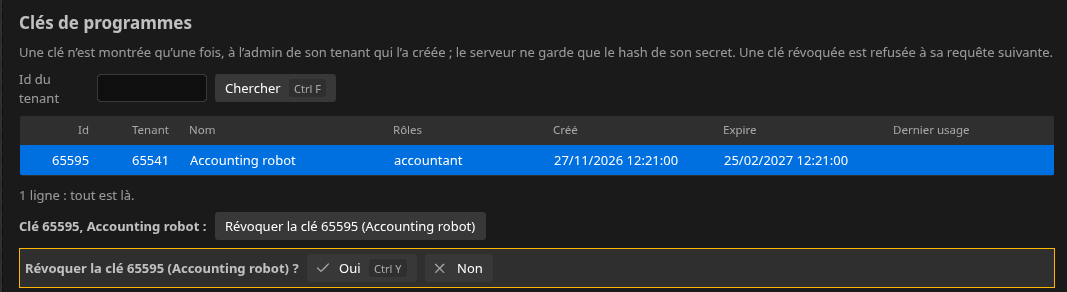 Clés de programmes
Une clé n'est montrée qu'une fois, à l'admin de son tenant qui l'a créée ; le serveur ne garde que le hash de son secret. Une clé révoquée est refusée à sa requête suivante.
Id du
tenant
Chercher Ctrl F
Id Tenant Nom Rôles Créé Expire Dernier usage
65595 65541 Accounting robot accountant 27/11/2026 12:21:00 25/02/2027 12:21:00
1 ligne : tout est là.
Clé 65595, Accounting robot : Révoquer la clé 65595 (Accounting robot)
Révoquer la clé 65595 (Accounting robot) ? Oui Ctrl Y Non